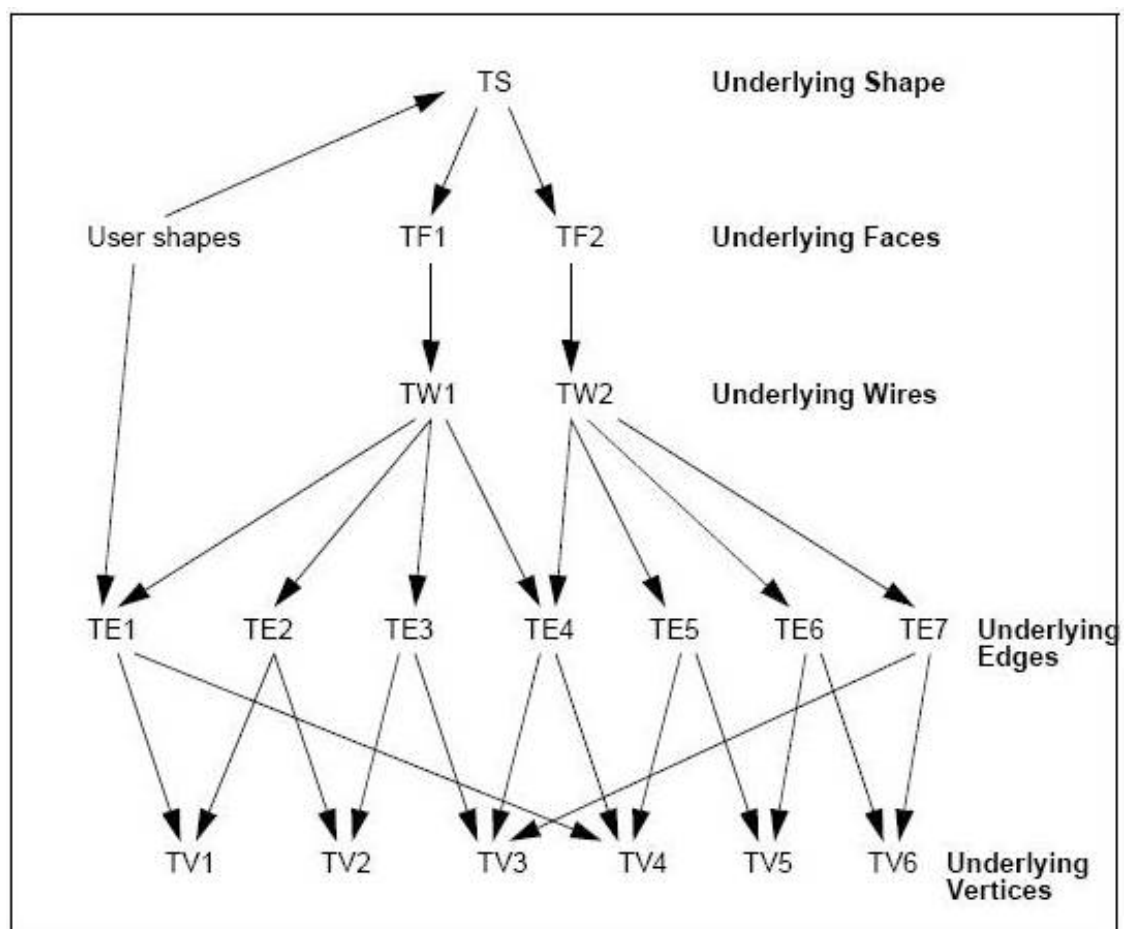 TS Underlying Shape
User shapes TF1 TF2 Underlying Faces
TW1 TW2 Underlying Wires
TE1 TE2 TE3 TE4 TE5 TE6 TE7 Underlying
Edges
TV1 TV2 TV3 TV4 TV5 TV6 Underlying
Vertices